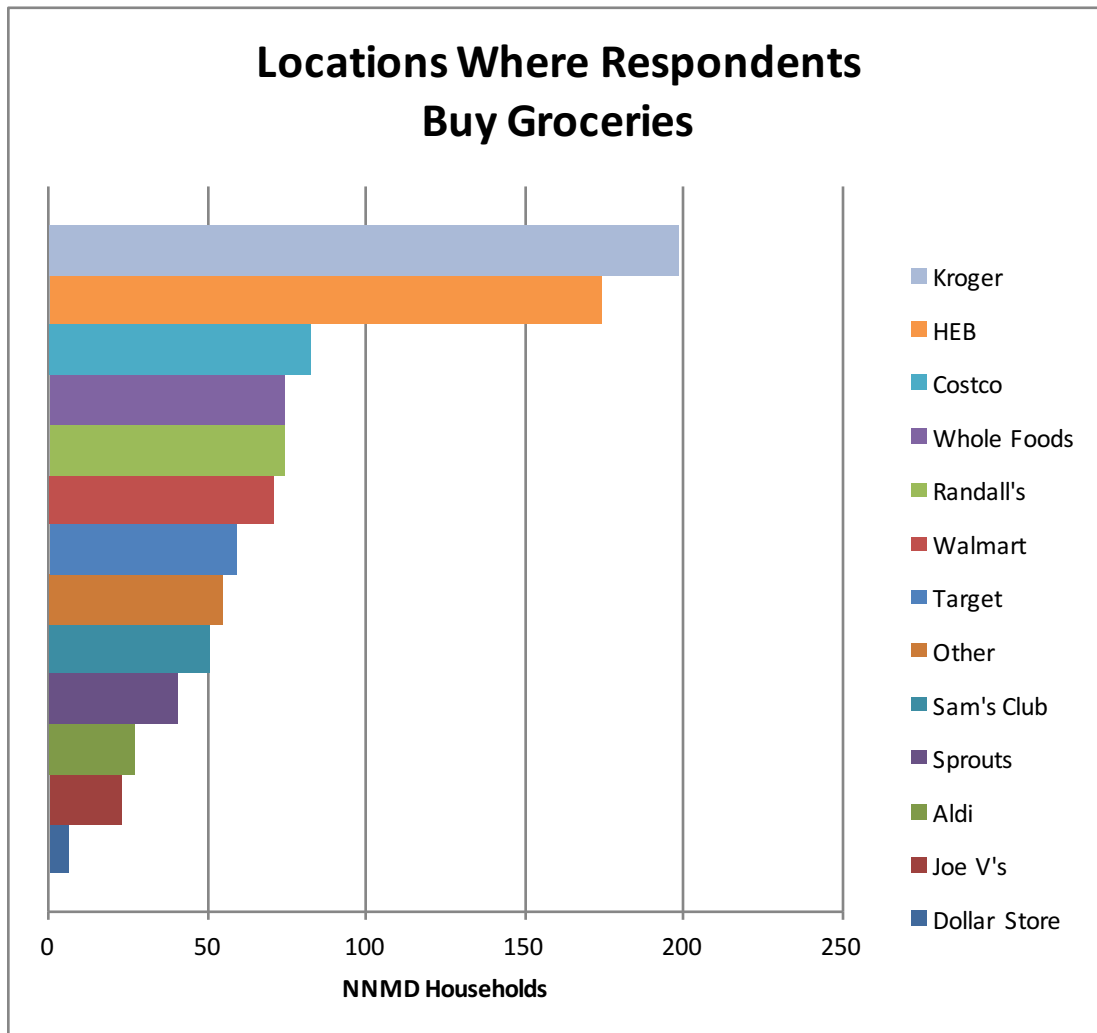 Locations Where Respondents
Buy Groceries
Kroger
HEB
Costco
Whole Foods
Randall's
Walmart
Target
Other
Sam's Club
Sprouts
Aldi
Joe V's
Dollar Store
0 50 100 150 200 250
NNMD Households